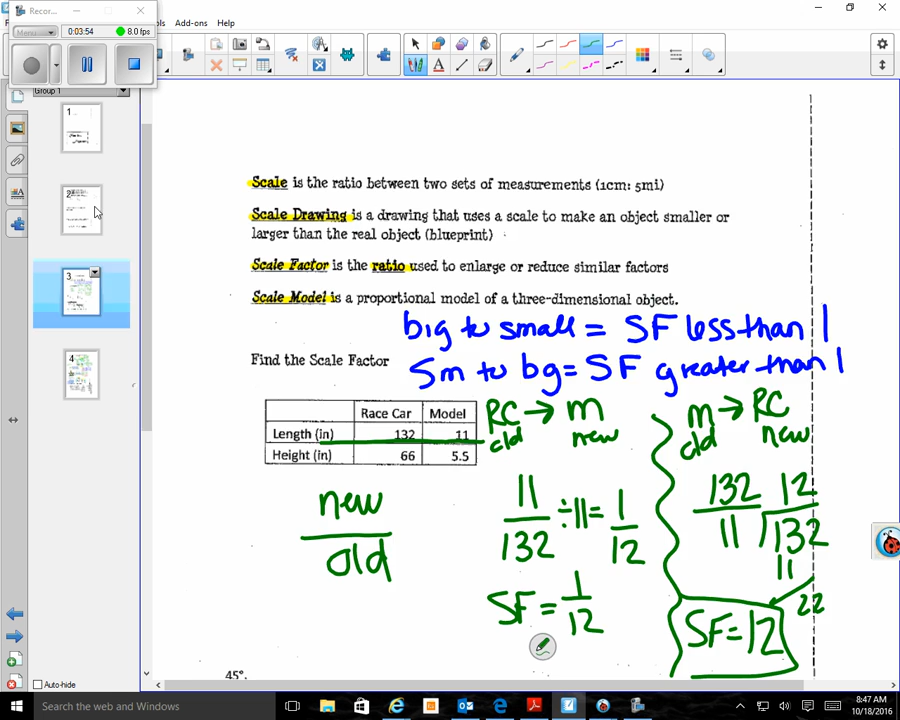 Recor...
Menu
0:03:54
8.0 fps
ls Add-ons Help
Group 1
1
2
3
4
Scale is the ratio between two sets of measurements (1cm: 5mi)
Scale Drawing is a drawing that uses a scale to make an object smaller or
larger than the real object (blueprint)
Scale Factor is the ratio used to enlarge or reduce similar factors
Scale Model is a proportional model of a three-dimensional object.
big to small = SF less than 1
Sm to bg = SF greater than 1
Find the Scale Factor
Race Car Model
Length (in) 132 11
Height (in) 66 5.5
new
old
RC → m
old new
11
132
÷11=
1
12
SF = 1
12
m → RC
old new
132
11
12
132
11
22
SF=12
45°.
Auto-hide
Search the web and Windows
8:47 AM
10/18/2016